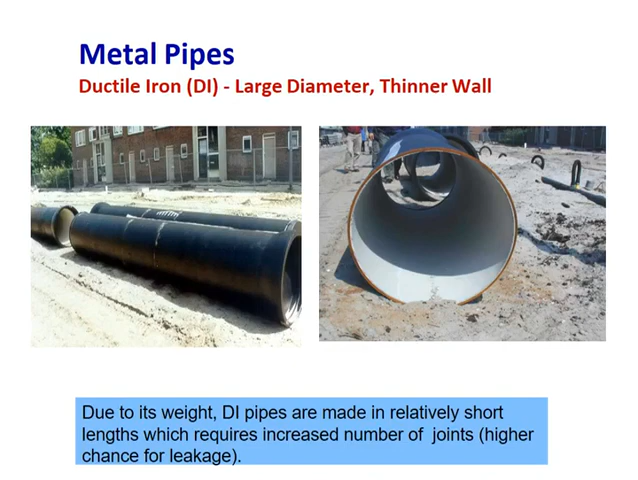 Metal Pipes
Ductile Iron (DI) - Large Diameter, Thinner Wall
Due to its weight, DI pipes are made in relatively short
lengths which requires increased number of  joints (higher
chance for leakage).